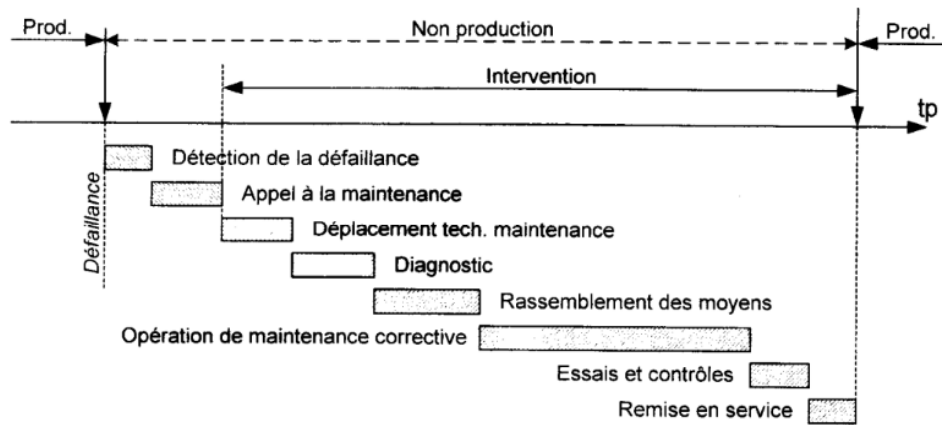 Prod.
Non production
Prod.
Intervention
tp
Détection de la défaillance
Appel à la maintenance
Défaillance
Déplacement tech. maintenance
Diagnostic
Rassemblement des moyens
Opération de maintenance corrective
Essais et contrôles
Remise en service